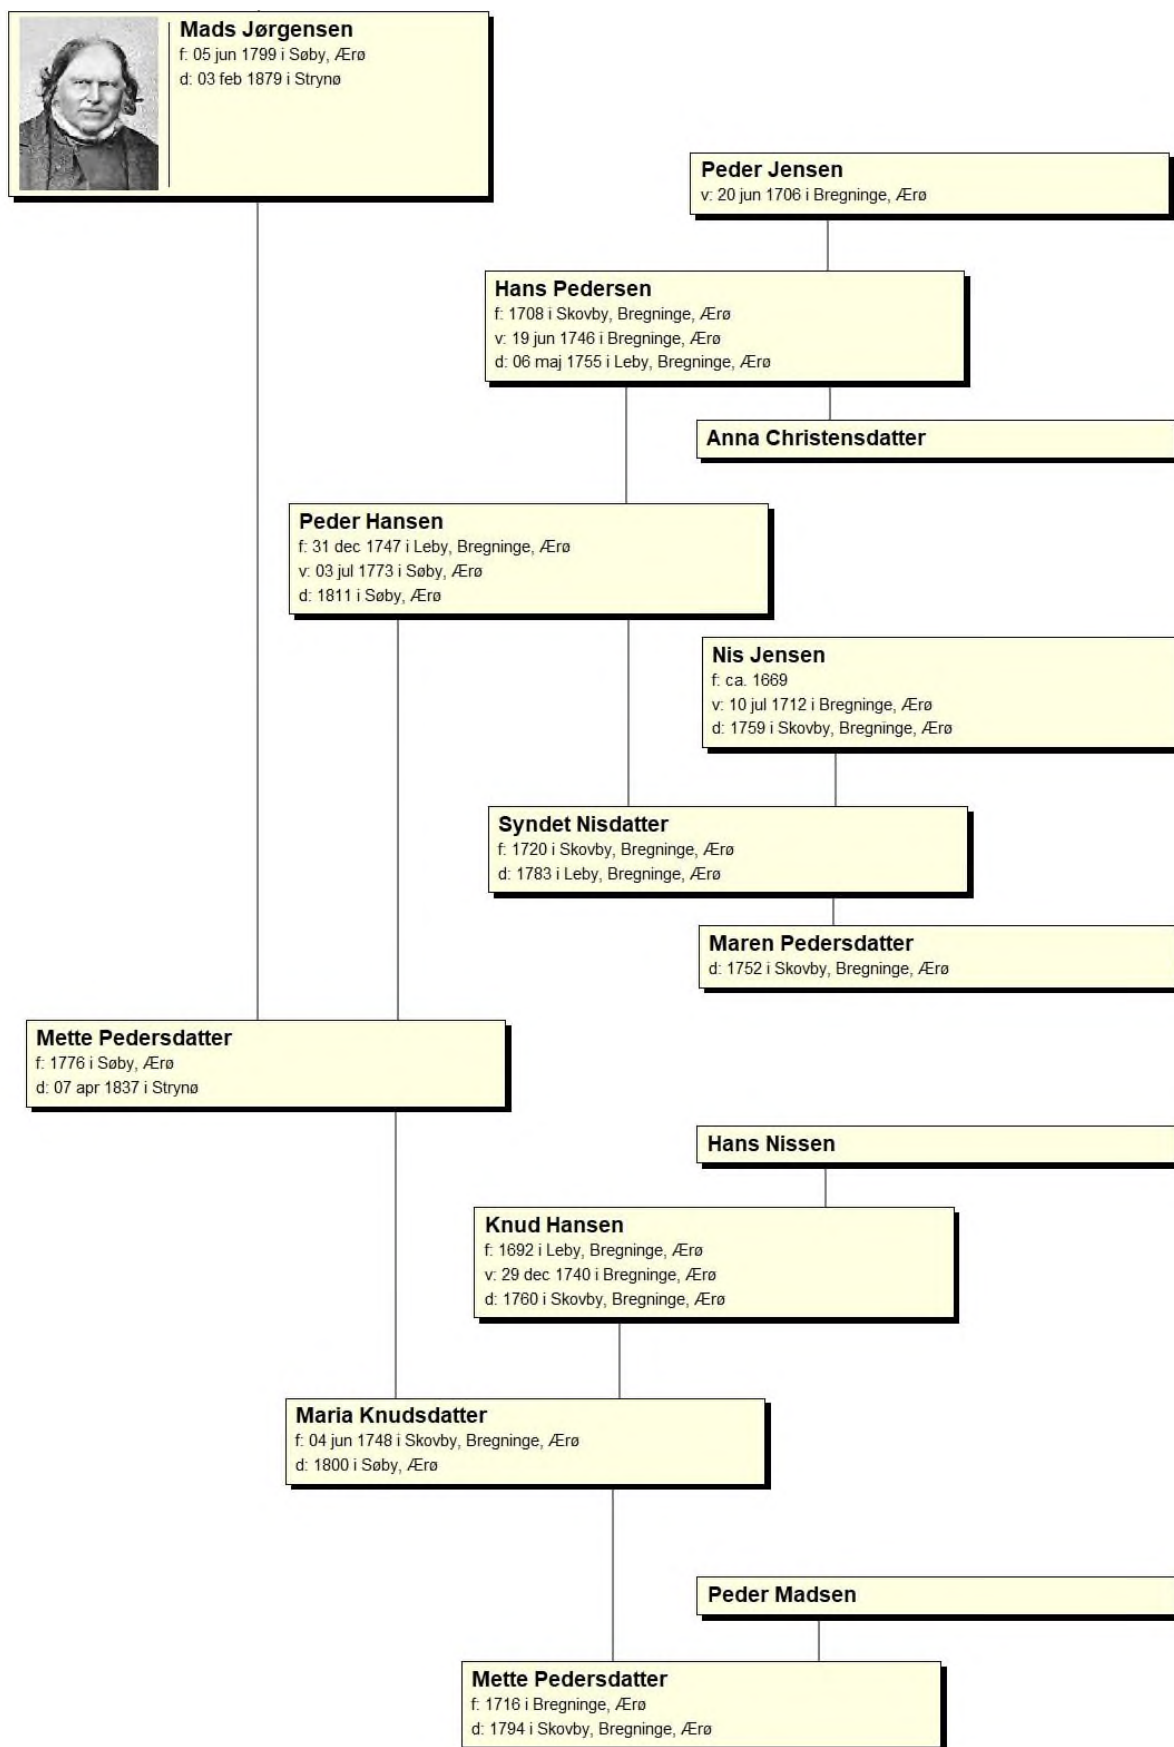 Mads Jørgensen
f: 05 jun 1799 i Søby, Ærø
d: 03 feb 1879 i Strynø
Peder Jensen
v: 20 jun 1706 i Bregninge, Ærø
Hans Pedersen
f: 1708 i Skovby, Bregninge, Ærø
v: 19 jun 1746 i Bregninge, Ærø
d: 06 maj 1755 i Leby, Bregninge, Ærø
Anna Christensdatter
Peder Hansen
f: 31 dec 1747 i Leby, Bregninge, Ærø
v: 03 jul 1773 i Søby, Ærø
d: 1811 i Søby, Ærø
Nis Jensen
f: ca. 1669
v: 10 jul 1712 i Bregninge, Ærø
d: 1759 i Skovby, Bregninge, Ærø
Syndet Nisdatter
f: 1720 i Skovby, Bregninge, Ærø
d: 1783 i Leby, Bregninge, Ærø
Maren Pedersdatter
d: 1752 i Skovby, Bregninge, Ærø
Mette Pedersdatter
f: 1776 i Søby, Ærø
d: 07 apr 1837 i Strynø
Hans Nissen
Knud Hansen
f: 1692 i Leby, Bregninge, Ærø
v: 29 dec 1740 i Bregninge, Ærø
d: 1760 i Skovby, Bregninge, Ærø
Maria Knudsdatter
f: 04 jun 1748 i Skovby, Bregninge, Ærø
d: 1800 i Søby, Ærø
Peder Madsen
Mette Pedersdatter
f: 1716 i Bregninge, Ærø
d: 1794 i Skovby, Bregninge, Ærø